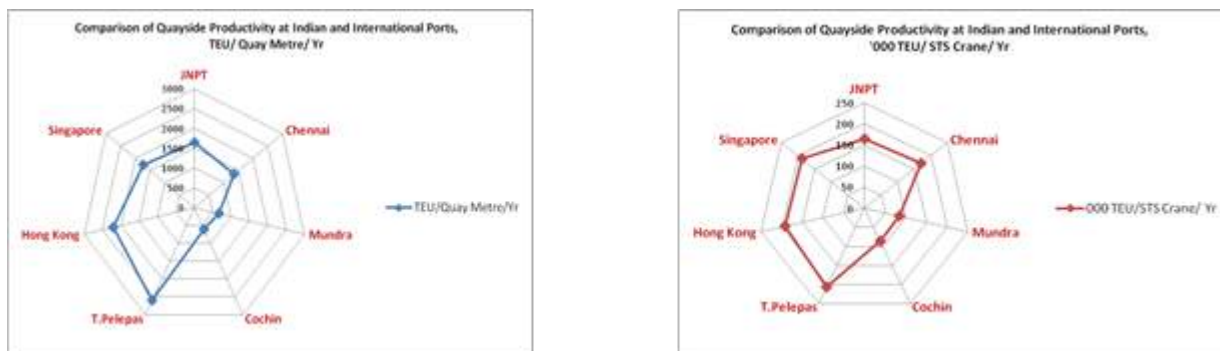 Comparison of Quayside Productivity at Indian and International Ports,
TEU/ Quay Metre/ Yr
JNPT
3000
2500
2000
1500
1000
500
0
Singapore
Chennai
Hong Kong
Mundra
T.Pelepas
Cochin
TEU/Quay Metre/Yr
Comparison of Quayside Productivity at Indian and International Ports,
'000 TEU/ STS Crane/ Yr
JNPT
250
200
150
100
50
0
Singapore
Chennai
Hong Kong
Mundra
T.Pelepas
Cochin
000 TEU/STS Crane/ Yr